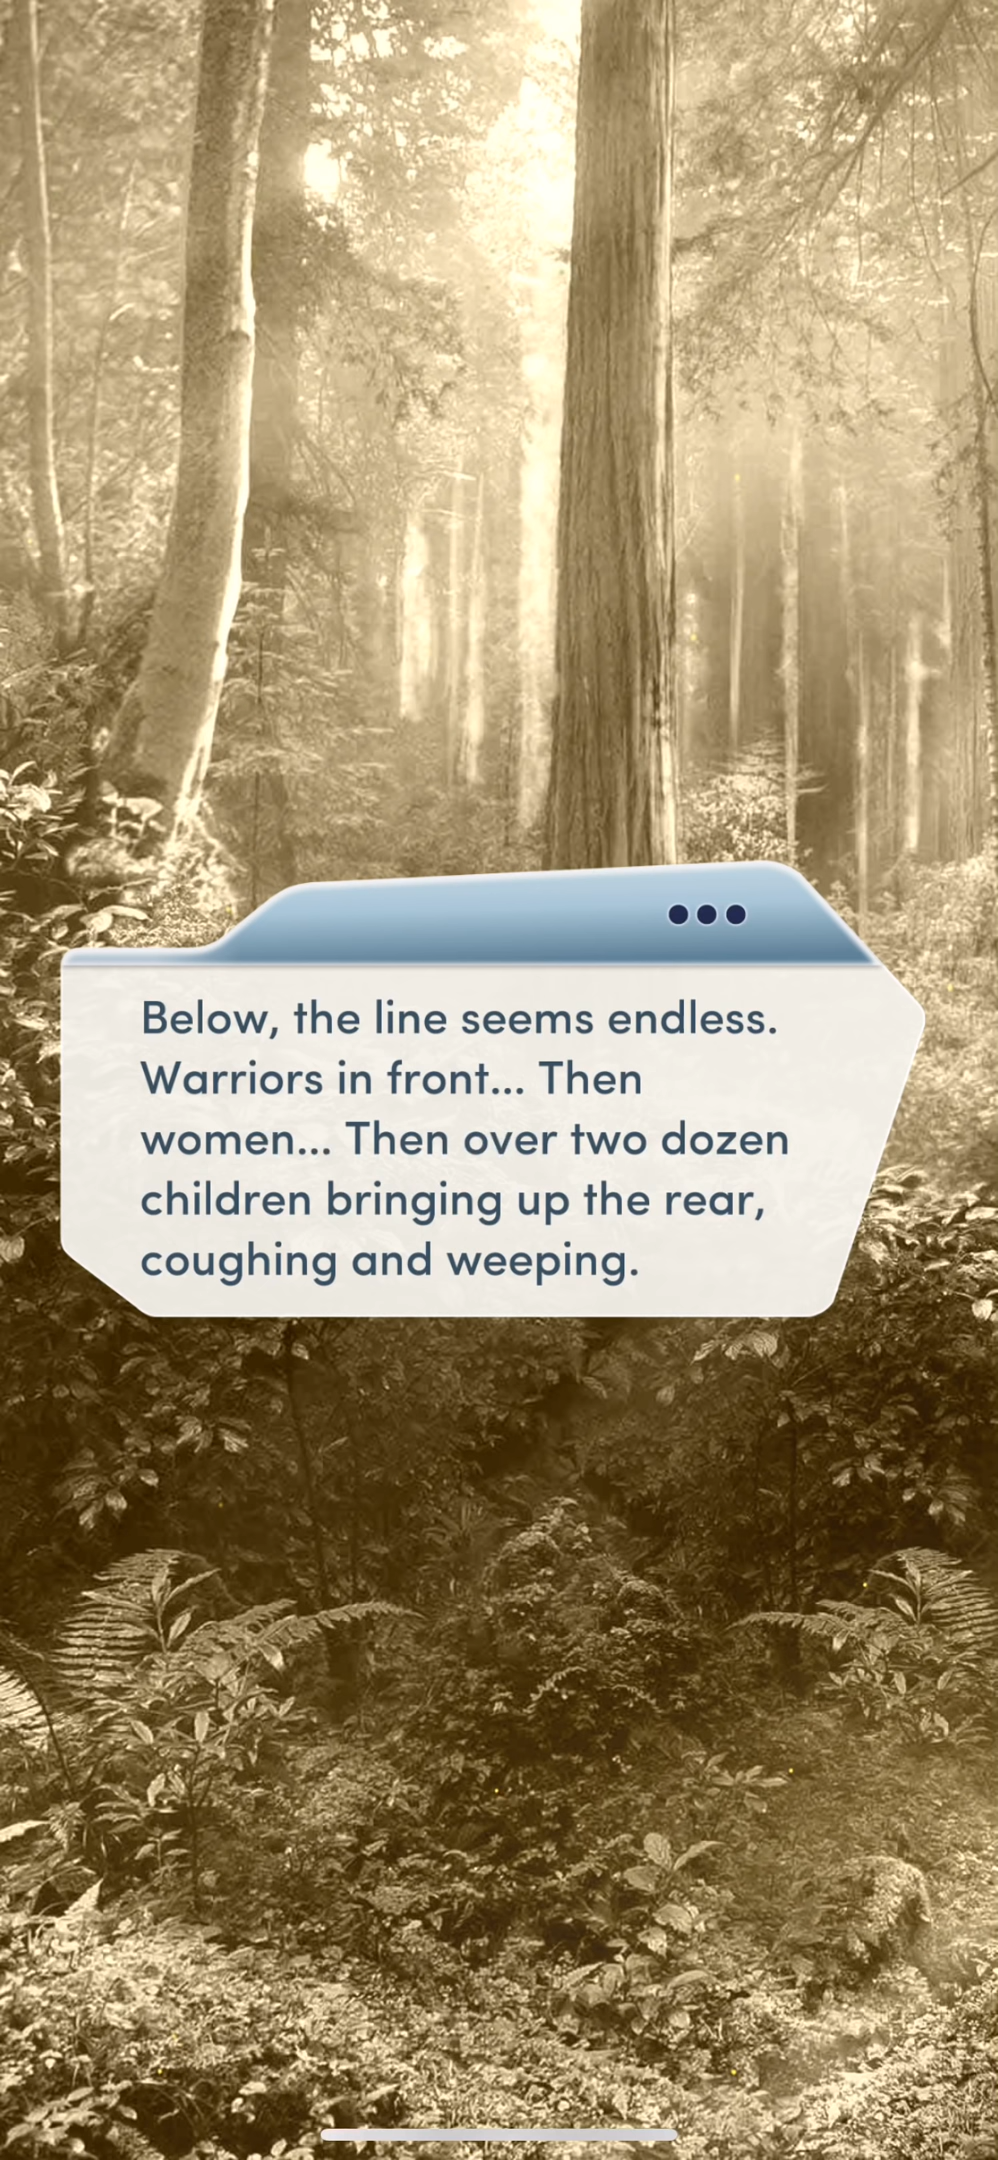 Below, the line seems endless.
Warriors in front... Then
women... Then over two dozen
children bringing up the rear,
coughing and weeping.